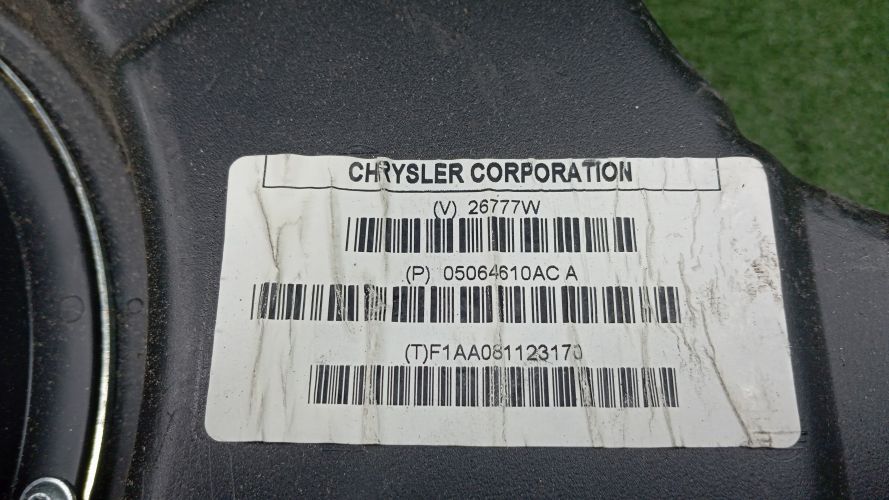 CHRYSLER CORPORATION
(V) 26777W
(P) 05064610AC A
(T)F1AA081123170